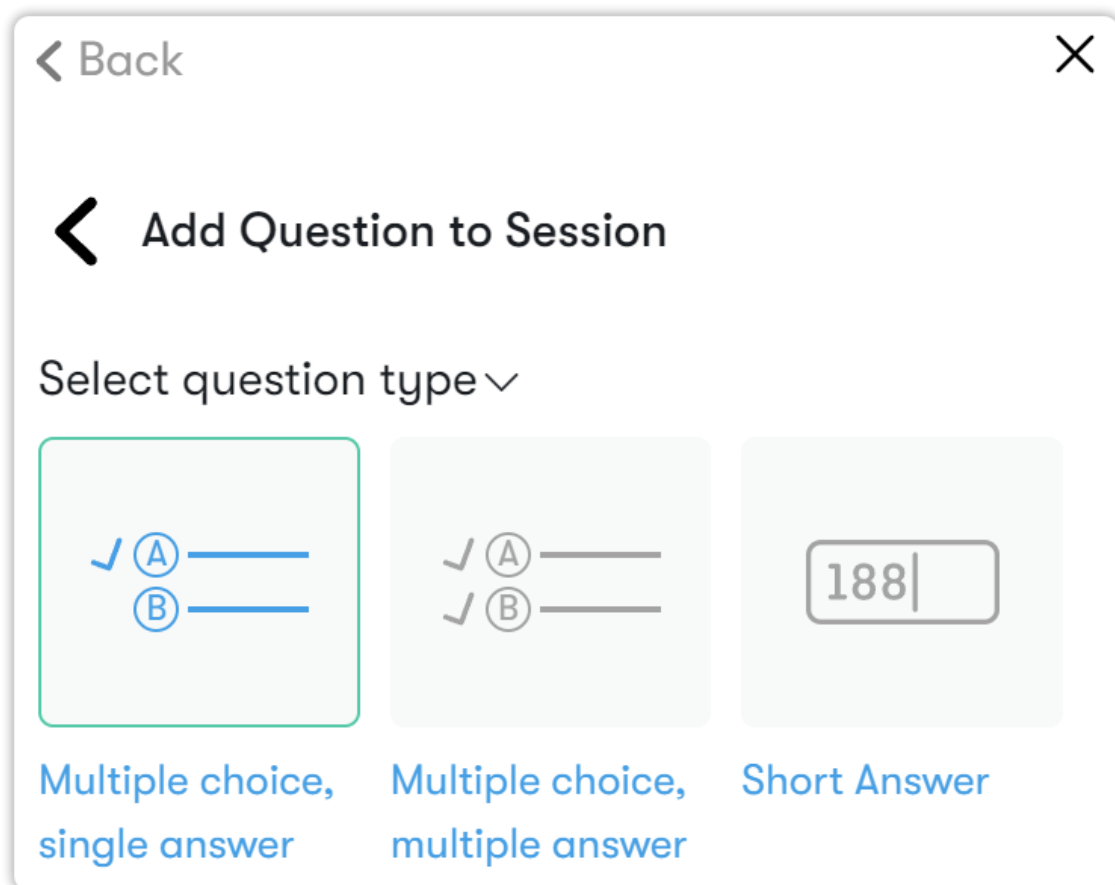 Back
Add Question to Session
Select question type
A
B
A
B
188
Multiple choice,
single answer
Multiple choice,
multiple answer
Short Answer